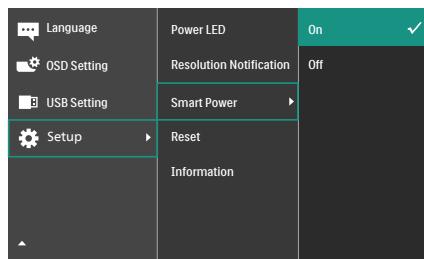 Language
OSD Setting
USB Setting
Setup
Power LED
Resolution Notification
Smart Power
Reset
Information
On
Off